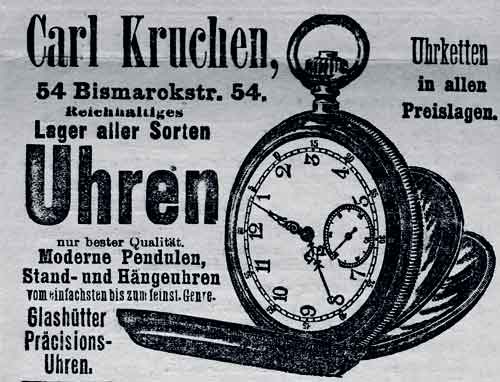 Carl Kruchen,
54 Bismarokstr. 54.
Reichhaltiges
Lager aller Sorten
Uhren
nur bester Qualität.
Moderne Pendulen,
Stand- und Hängeuhren
vom einfachsten bis zum feinst. Genre.
Glashütter
Präcisions-
Uhren.
Uhrketten
in allen
Preislagen.